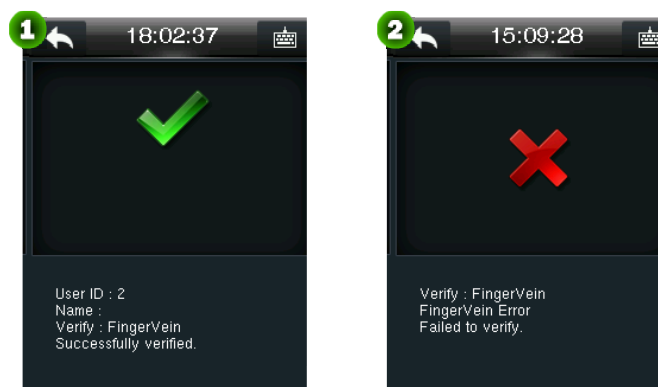 1
18:02:37
User ID : 2
Name :
Verify : FingerVein
Successfully verified.
2
15:09:28
Verify : FingerVein
FingerVein Error
Failed to verify.